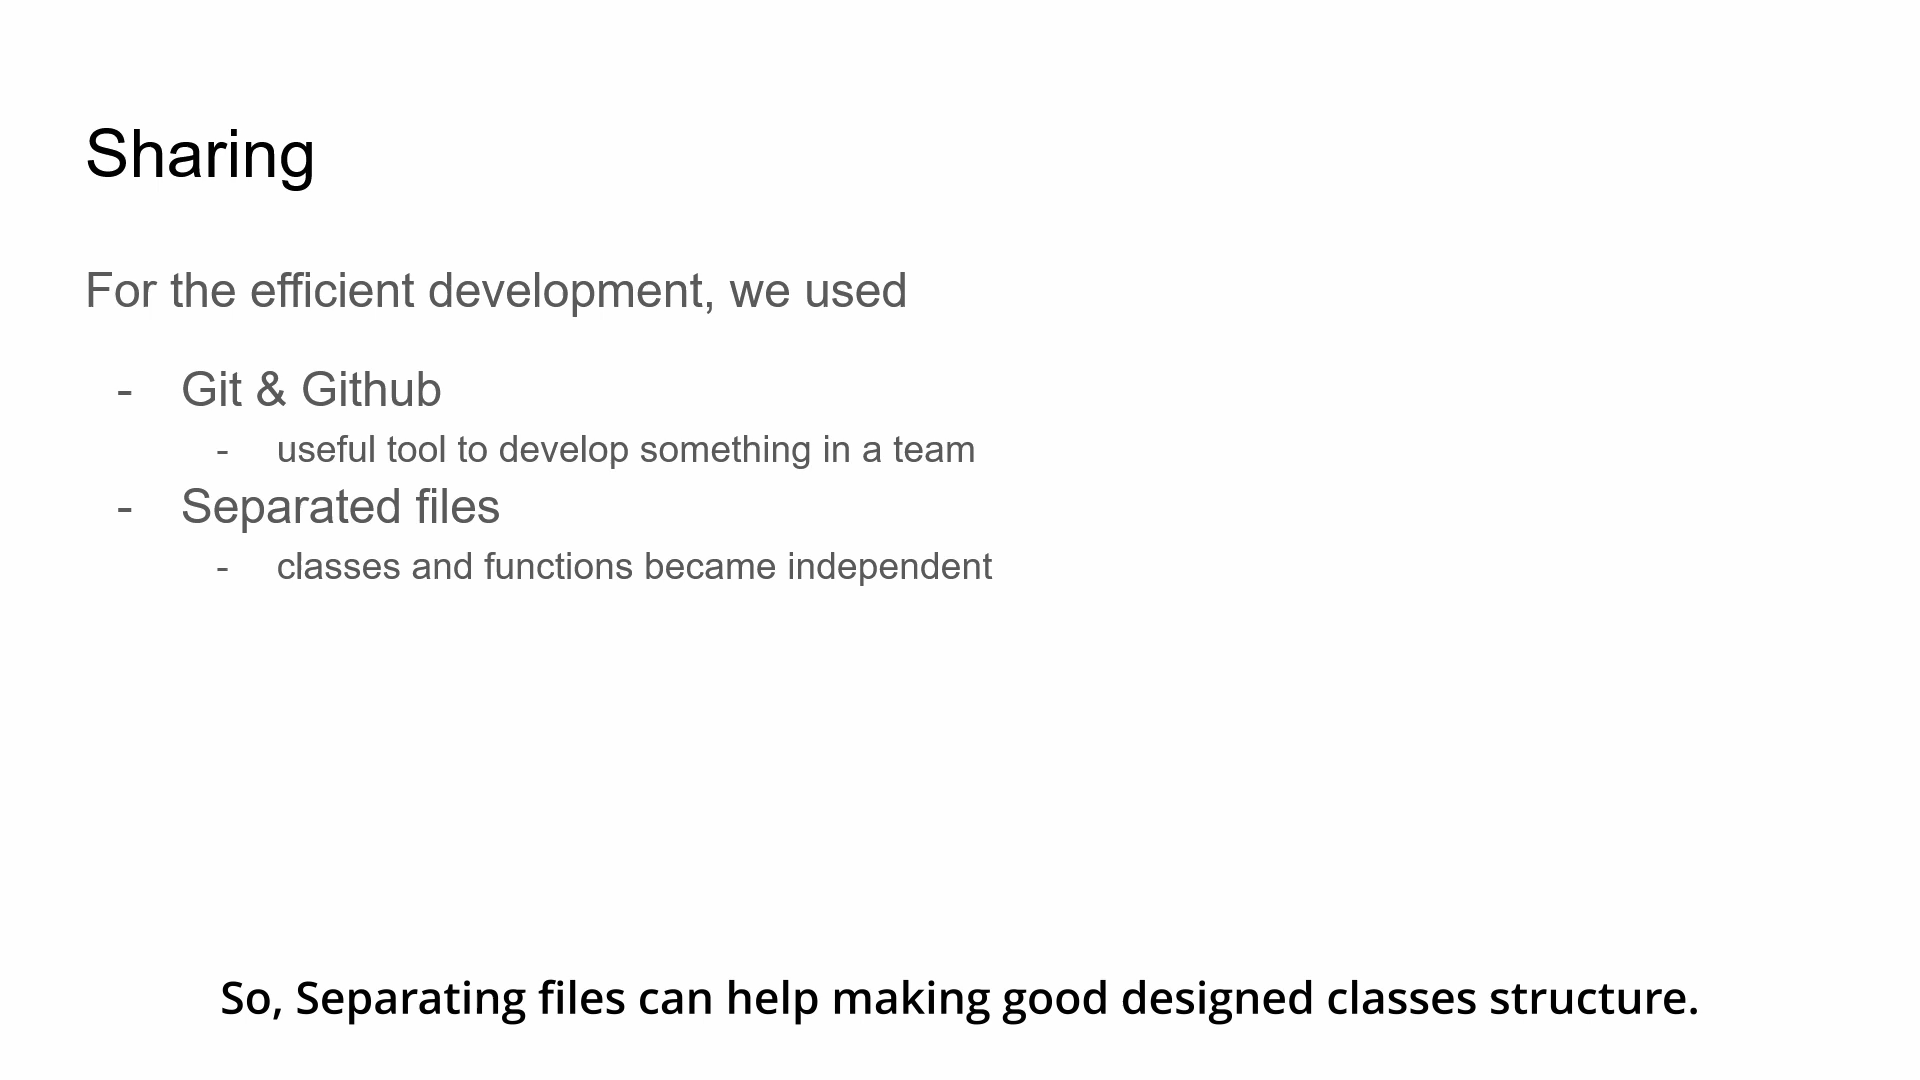 Sharing
For the efficient development, we used
- Git & Github
- useful tool to develop something in a team
- Separated files
- classes and functions became independent
So, Separating files can help making good designed classes structure.